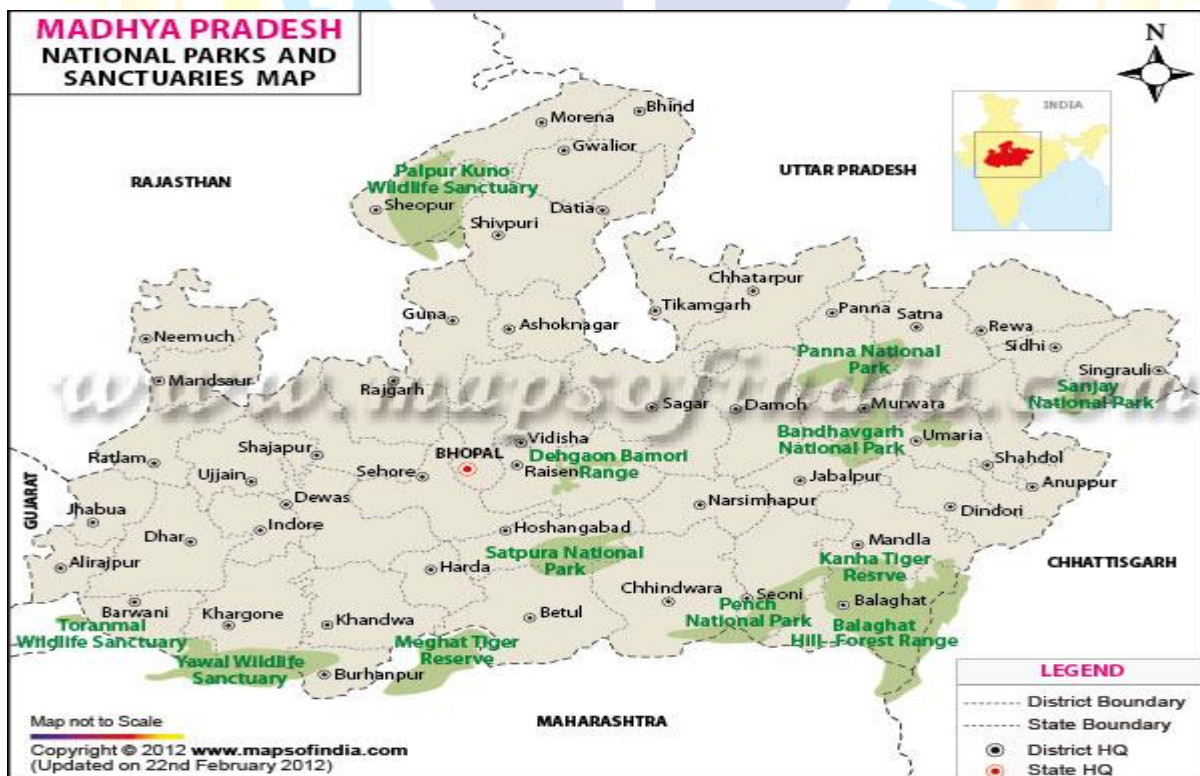 MADHYA PRADESH
NATIONAL PARKS AND
SANCTUARIES MAP
N
INDIA
RAJASTHAN
UTTAR PRADESH
Bhind
Morena
Gwalior
Palpur Kuno
Wildlife Sanctuary
Sheopur
Datia
Shivpuri
Chhatarpur
Tikamgarh
Panna
Satna
Guna
Ashoknagar
Rewa
Neemuch
Sidhi
Panna National
Park
Singrauli
Mandsaur
Rajgarh
Sanjay
National Park
www.mapsofindia.com
Sagar
Damoh
Murwara
Bandhavgarh
National Park
Umaria
Vidisha
Shajapur
BHOPAL
Dehgaon Bamori
Range
Ratlam
Raisen
Shahdol
Ujjain
Sehore
Jabalpur
Anuppur
GUJARAT
Dewas
Narsimhapur
Jhabua
Dindori
Indore
Hoshangabad
Dhar
Mandla
Satpura National
Park
Kanha Tiger
Resrve
CHHATTISGARH
Alirajpur
Harda
Chhindwara
Seoni
Barwani
Khargone
Khandwa
Betul
Pench
National Park
Balaghat
Toranmal
Wildlife Sanctuary
Balaghat
Hill Forest Range
Meghat Tiger
Reserve
Yawal Wildlife
Sanctuary
Burhanpur
LEGEND
District Boundary
State Boundary
District HQ
State HQ
MAHARASHTRA
Map not to Scale
Copyright © 2012 www.mapsofindia.com
(Updated on 22nd February 2012)